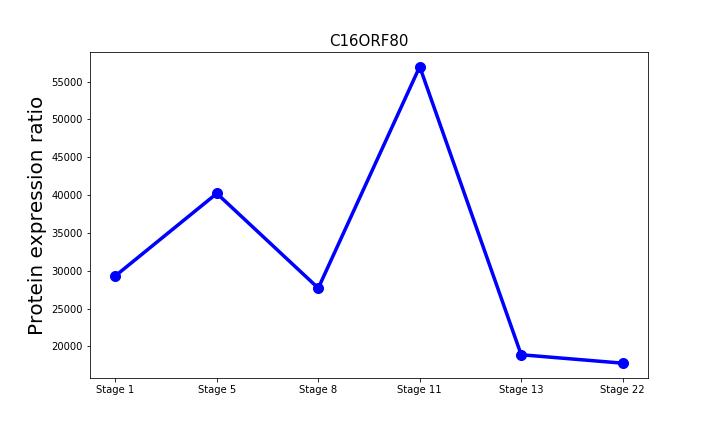 C16ORF80
Protein expression ratio
55000
50000
45000
40000
35000
30000
25000
20000
Stage 1
Stage 5
Stage 8
Stage 11
Stage 13
Stage 22